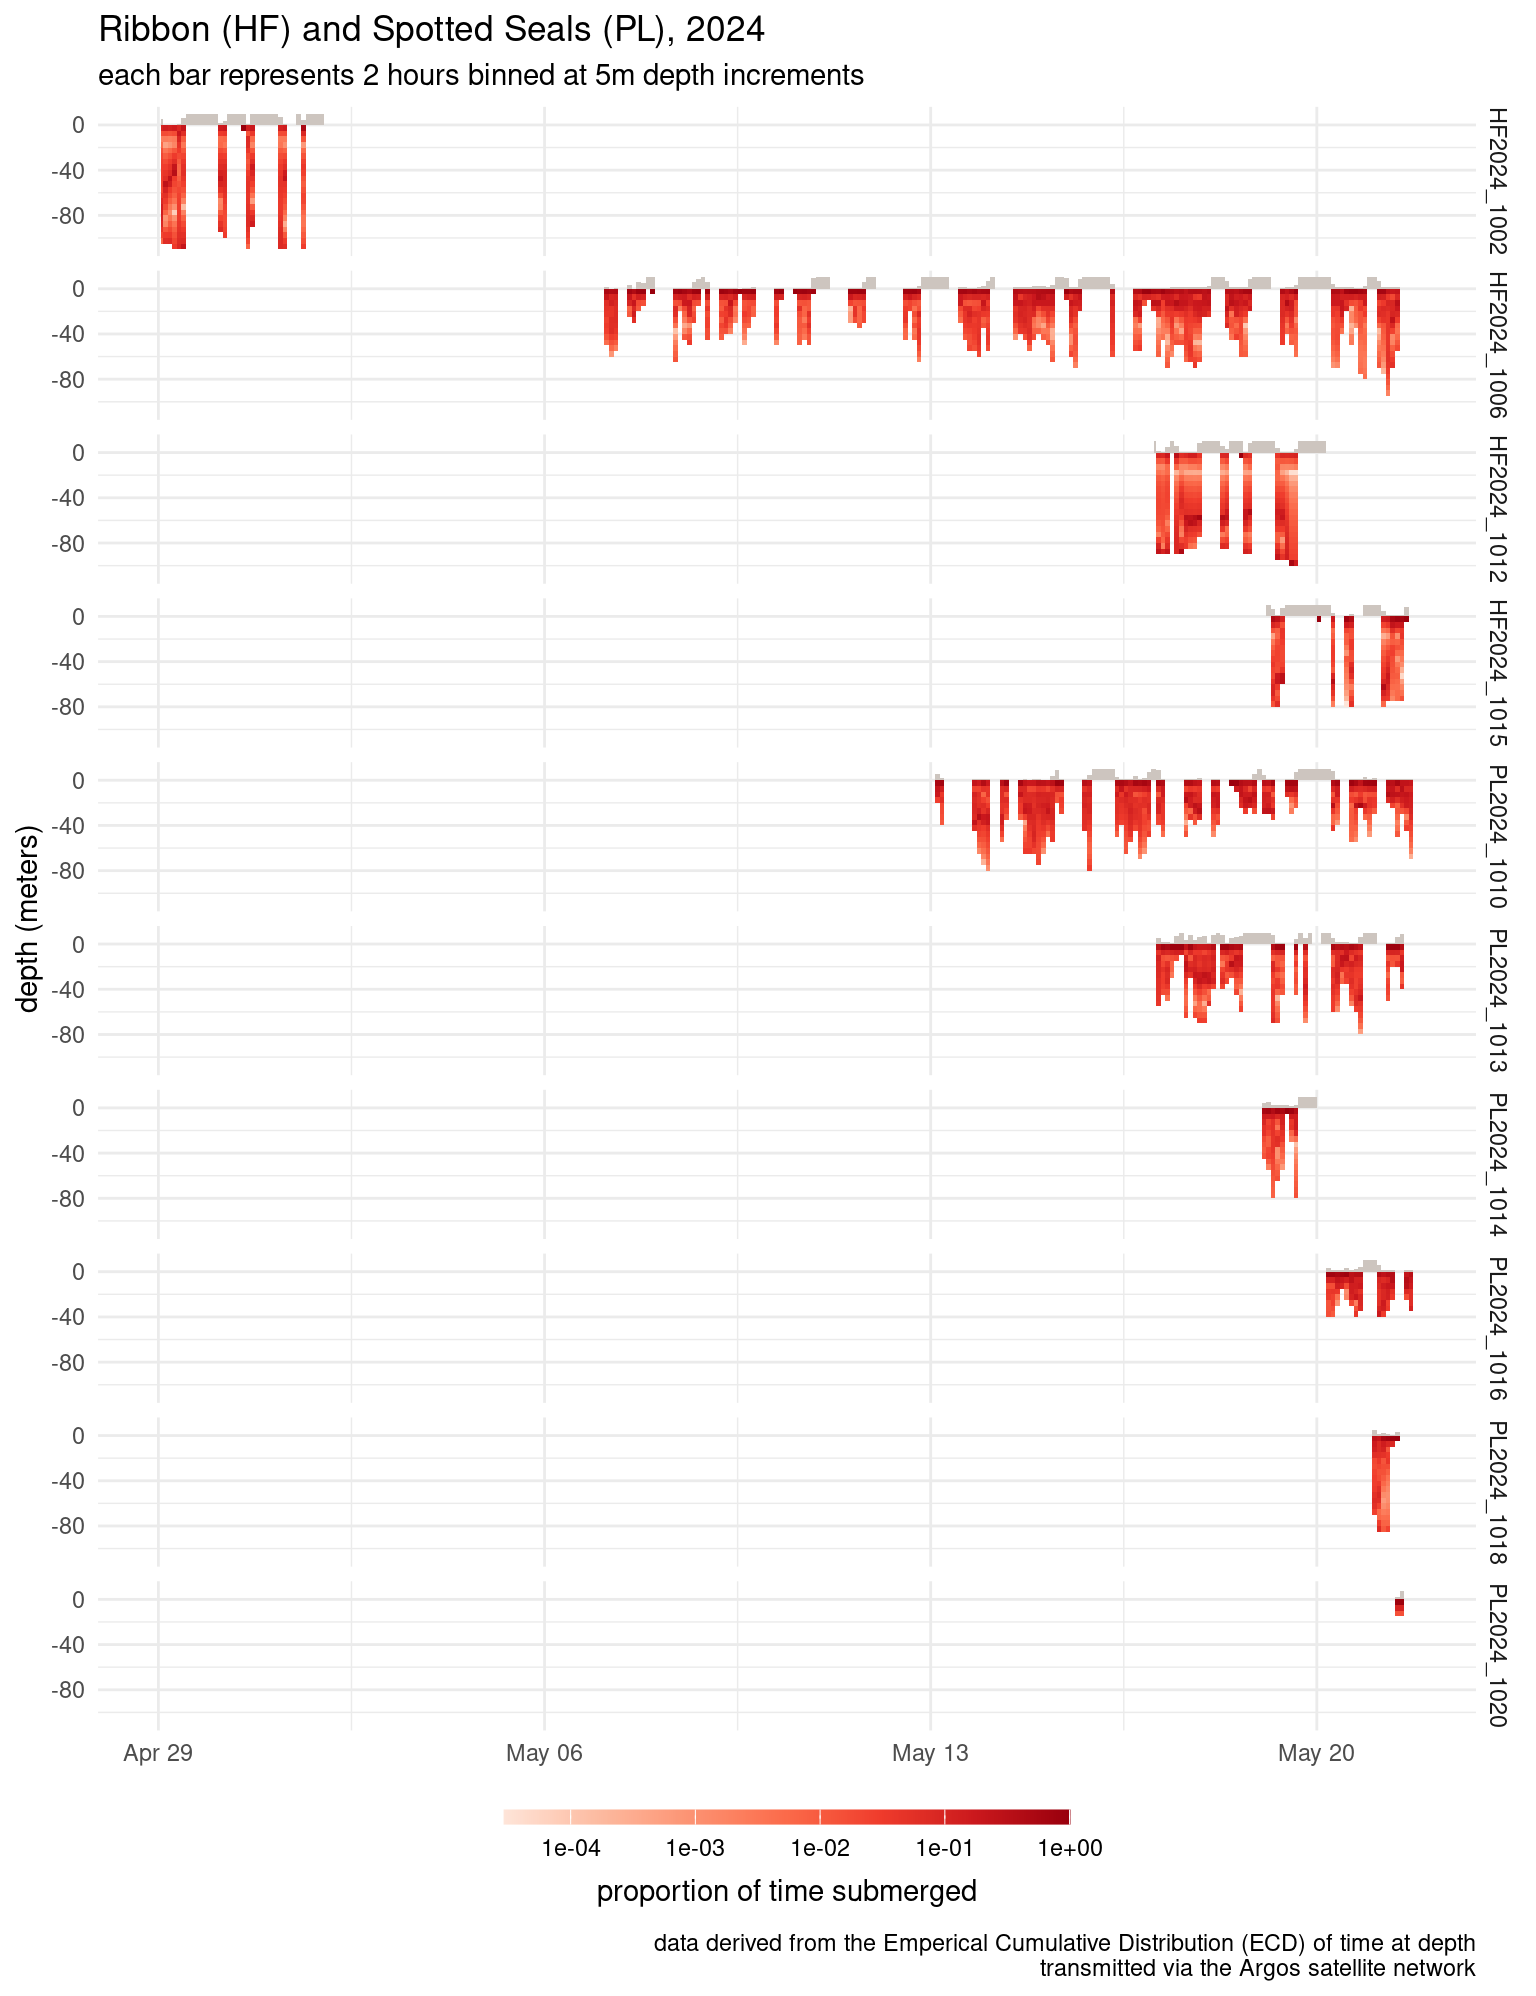 Ribbon (HF) and Spotted Seals (PL), 2024
each bar represents 2 hours binned at 5m depth increments
0
-40
-80
HF2024_1002
0
-40
-80
HF2024_1006
0
-40
-80
HF2024_1012
0
-40
-80
HF2024_1015
0
-40
-80
PL2024_1010
depth (meters)
0
-40
-80
PL2024_1013
0
-40
-80
PL2024_1014
0
-40
-80
PL2024_1016
0
-40
-80
PL2024_1018
0
-40
-80
PL2024_1020
Apr 29 May 06 May 13 May 20
1e-04 1e-03 1e-02 1e-01 1e+00
proportion of time submerged
data derived from the Emperical Cumulative Distribution (ECD) of time at depth
transmitted via the Argos satellite network